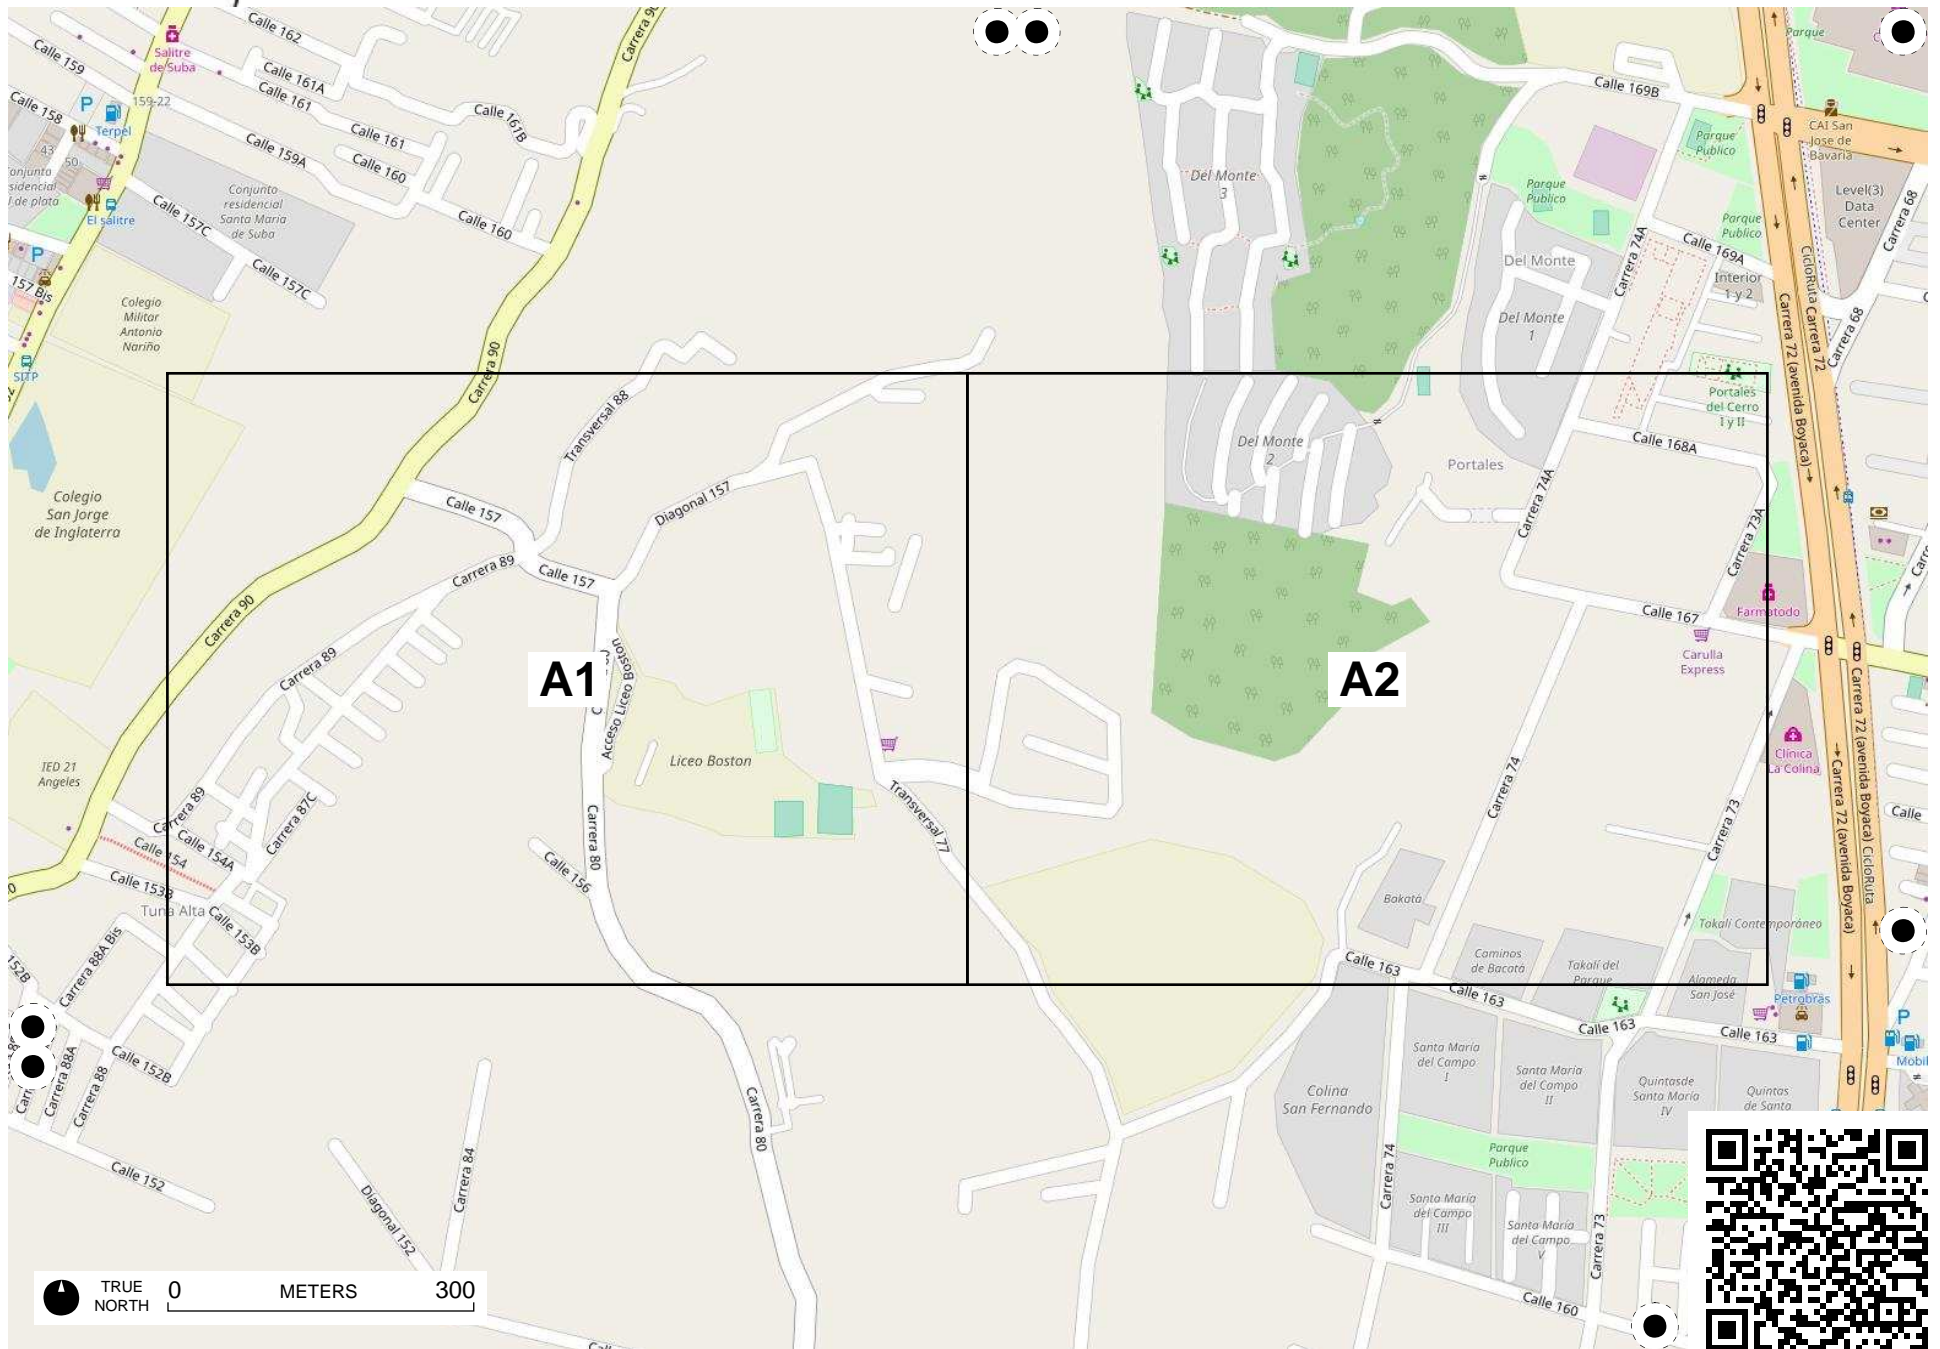 Calle 162
Calle 159
Salitre
de Suba
Calle 161A
Calle 161
Carrera 90
Calle 158
159-22
P
Terpel
43
50
Calle 161B
Calle 161
Calle 159A
Calle 160
Calle 160
Calle 157C
El salitre
Conjunto
residencial
Santa María
de Suba
Calle 157C
P
157 Bis
Colegio
Militar
Antonio
Nariño
SITP
Carrera 90
Colegio
San Jorge
de Inglaterra
Transversal 88
Calle 157
Diagonal 157
Carrera 89
Calle 157
Carrera 90
Carrera 89
A1
Acceso Liceo Boston
Liceo Boston
IED 21
Angeles
Carrera 89
Carrera 87C
Calle 154
Calle 154A
Calle 153B
Tuna Alta
Calle 153B
Calle 156
Carrera 80
Transversal 77
152B
Carrera 88A Bis
Carrera 88A
Carrera 88
Calle 152B
Calle 152
Diagonal 152
Carrera 84
Carrera 80
TRUE
NORTH
0
METERS
300
Parque
Calle 169B
CAI San
Jose de
Bavaria
Parque
Publico
Del Monte
3
Parque
Publico
Level(3)
Data
Center
Carrera 68
Parque
Publico
Carrera 74A
Calle 169A
Del Monte
Interior
1 y 2
Del Monte
1
CicloRuta Carrera 72
Carrera 72 (avenida Boyaca)
Carrera 68
Portales
del Cerro
I y II
Del Monte
2
Calle 168A
Portales
Carrera 74A
Carrera 73A
Farmatodo
Calle 167
Carulla
Express
A2
Carrera 72 (avenida Boyaca)
Clínica
La Colina
Carrera 74
Carrera 73
Calle
Carrera 72 (avenida Boyaca)
CicloRuta
Bakatá
Takali Contemporáneo
Caminos
de Bacatá
Takalí del
Parque
Alameda
San José
Calle 163
Calle 163
Calle 163
Calle 163
Petrobras
P
Mobil
Santa María
del Campo
I
Santa María
del Campo
II
Quintasde
Santa María
IV
Quintas
de Santa
Colina
San Fernando
Parque
Publico
Carrera 74
Santa María
del Campo
III
Santa María
del Campo
V
Carrera 73
Calle 160